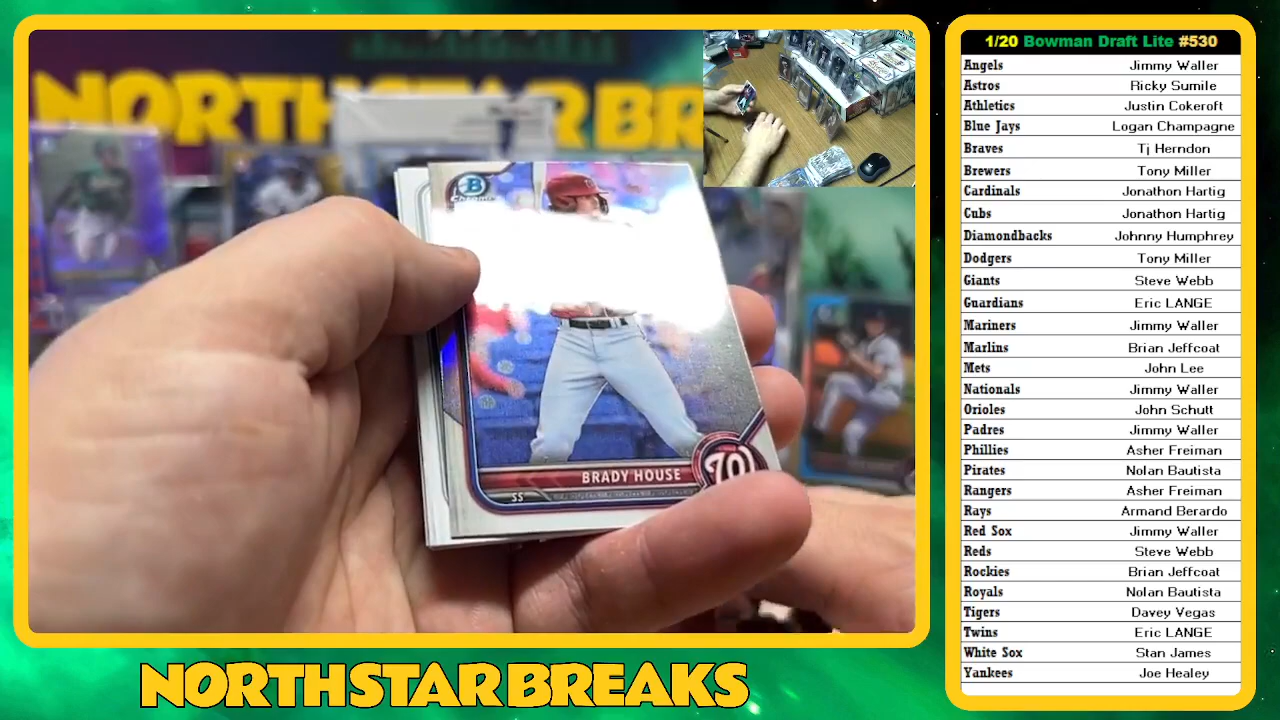 NORTHSTARBREAKS
B
Chrome
BRADY HOUSE
SS
W
NORTHSTARBREAKS
1/20 Bowman Draft Lite #530
Angels Jimmy Waller
Astros Ricky Sumile
Athletics Justin Cokeroft
Blue Jays Logan Champagne
Braves Tj Herndon
Brewers Tony Miller
Cardinals Jonathon Hartig
Cubs Jonathon Hartig
Diamondbacks Johnny Humphrey
Dodgers Tony Miller
Giants Steve Webb
Guardians Eric LANGE
Mariners Jimmy Waller
Marlins Brian Jeffcoat
Mets John Lee
Nationals Jimmy Waller
Orioles John Schutt
Padres Jimmy Waller
Phillies Asher Freiman
Pirates Nolan Bautista
Rangers Asher Freiman
Rays Armand Berardo
Red Sox Jimmy Waller
Reds Steve Webb
Rockies Brian Jeffcoat
Royals Nolan Bautista
Tigers Davey Vegas
Twins Eric LANGE
White Sox Stan James
Yankees Joe Healey